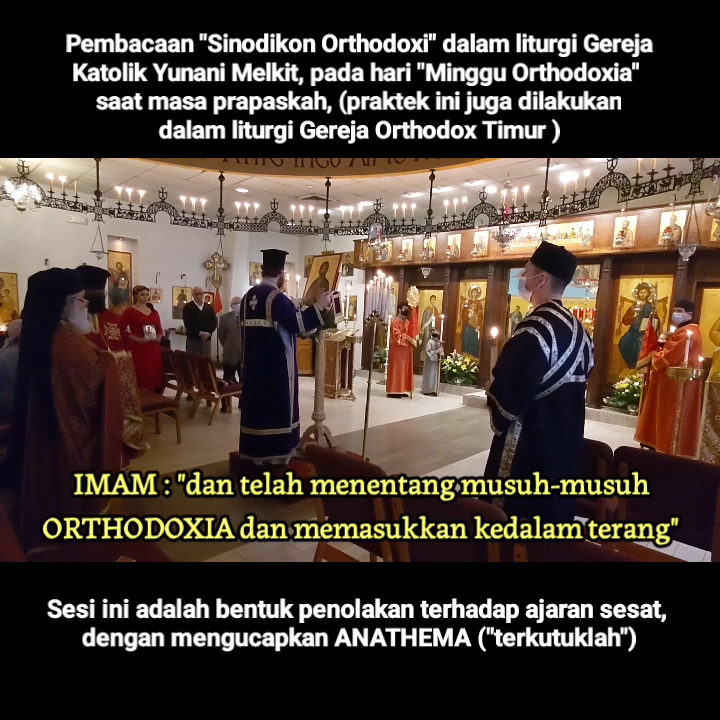 Pembacaan "Sinodikon Orthodoxi" dalam liturgi Gereja
Katolik Yunani Melkit, pada hari "Minggu Orthodoxia"
saat masa prapaskah, (praktek ini juga dilakukan
dalam liturgi Gereja Orthodox Timur )
IMAM : "dan telah menentang musuh-musuh
ORTHODOXIA dan memasukkan kedalam terang"
Sesi ini adalah bentuk penolakan terhadap ajaran sesat,
dengan mengucapkan ANATHEMA ("terkutuklah")